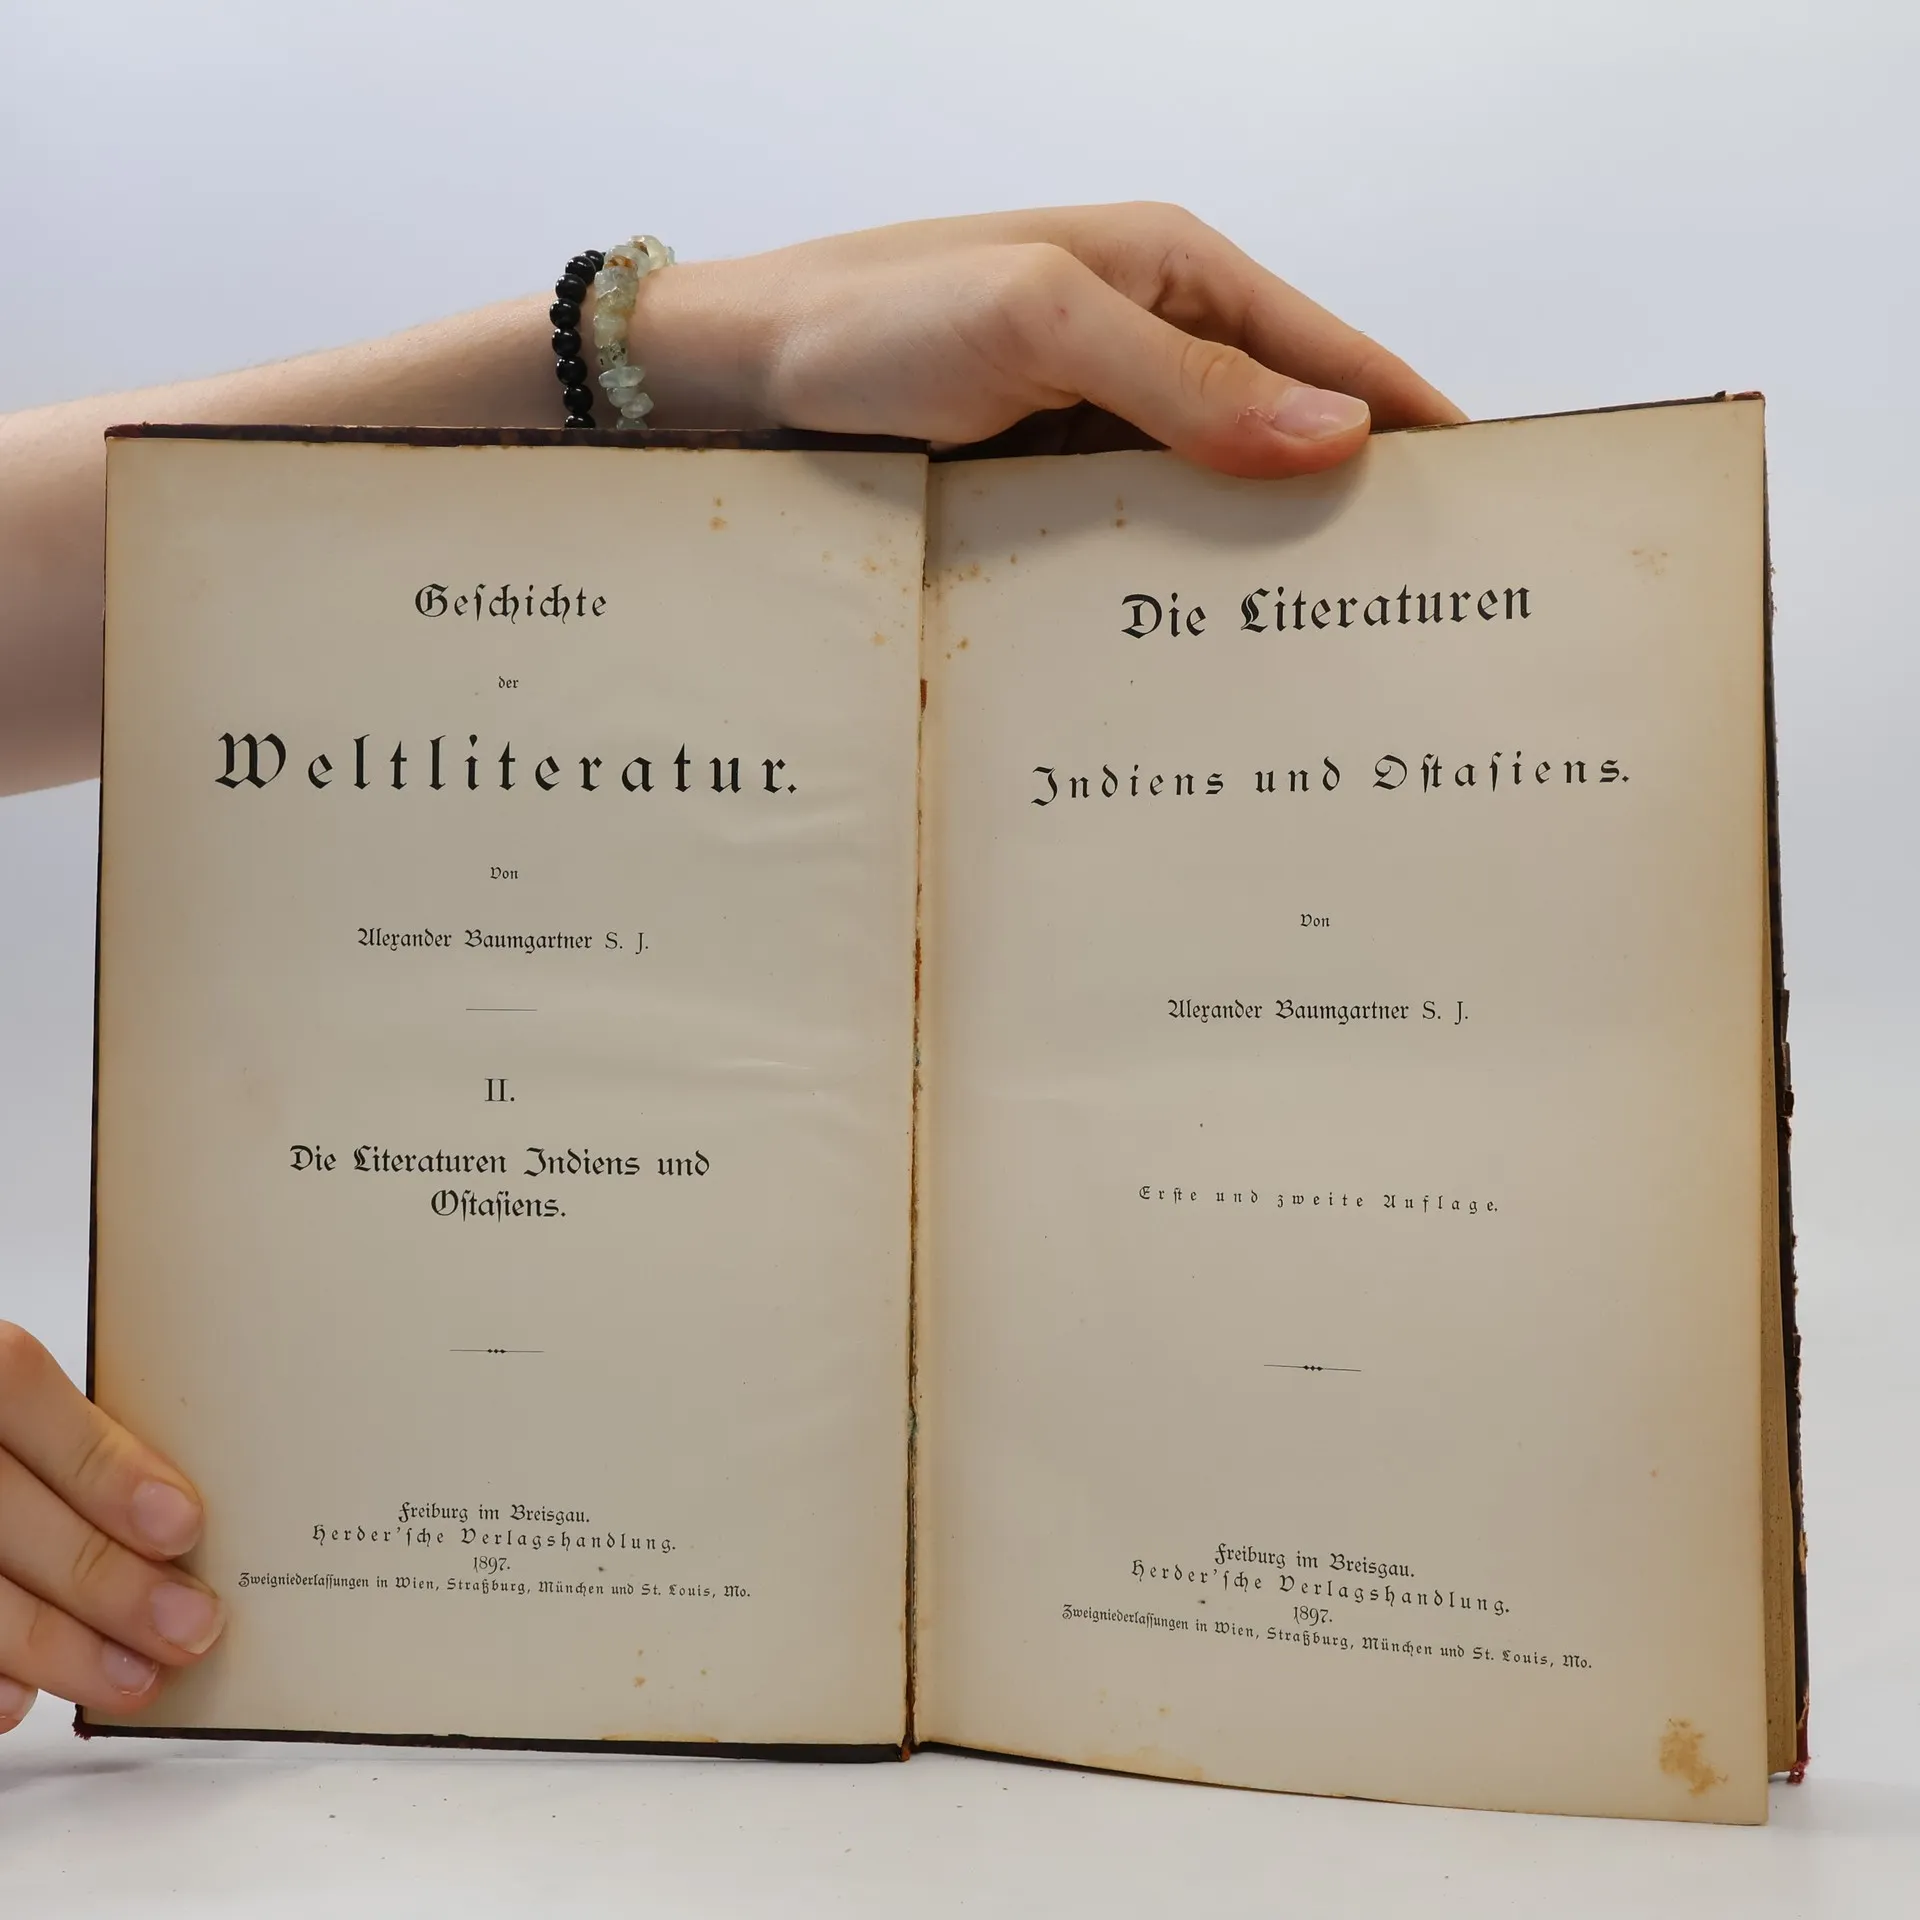 Geſchichte
der
Weltliteratur.
Von
Alexander Baumgartner S. J.
II.
Die Literaturen Indiens und
Oſtaſiens.
Freiburg im Breisgau.
Herder'ſche Verlagshandlung.
1897.
Zweigniederlaſſungen in Wien, Straßburg, München und St. Louis, Mo.
Die Literaturen
Indiens und Oſtaſiens.
Von
Alexander Baumgartner S. J.
Erſte und zweite Auflage.
Freiburg im Breisgau.
Herder'ſche Verlagshandlung.
1897.
Zweigniederlaſſungen in Wien, Straßburg, München und St. Louis, Mo.